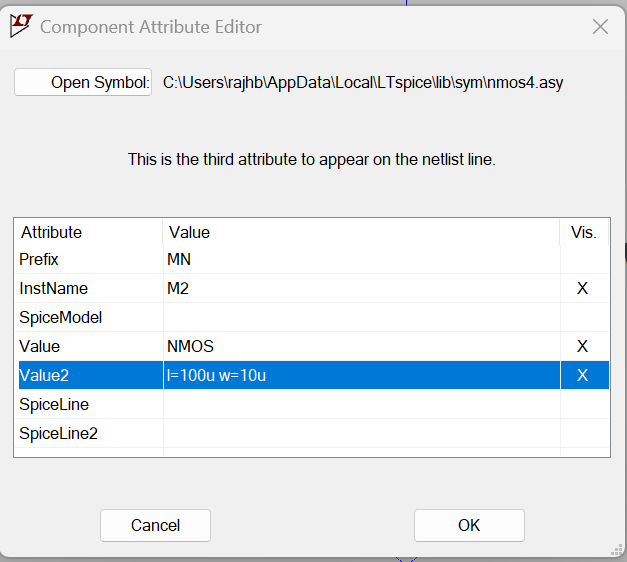 Component Attribute Editor
Open Symbol: C:\Users\rajhb\AppData\Local\LTspice\lib\sym\nmos4.asy
This is the third attribute to appear on the netlist line.
Attribute Value Vis.
Prefix MN
InstName M2 X
SpiceModel
Value NMOS X
Value2 l=100u w=10u X
SpiceLine
SpiceLine2
Cancel OK